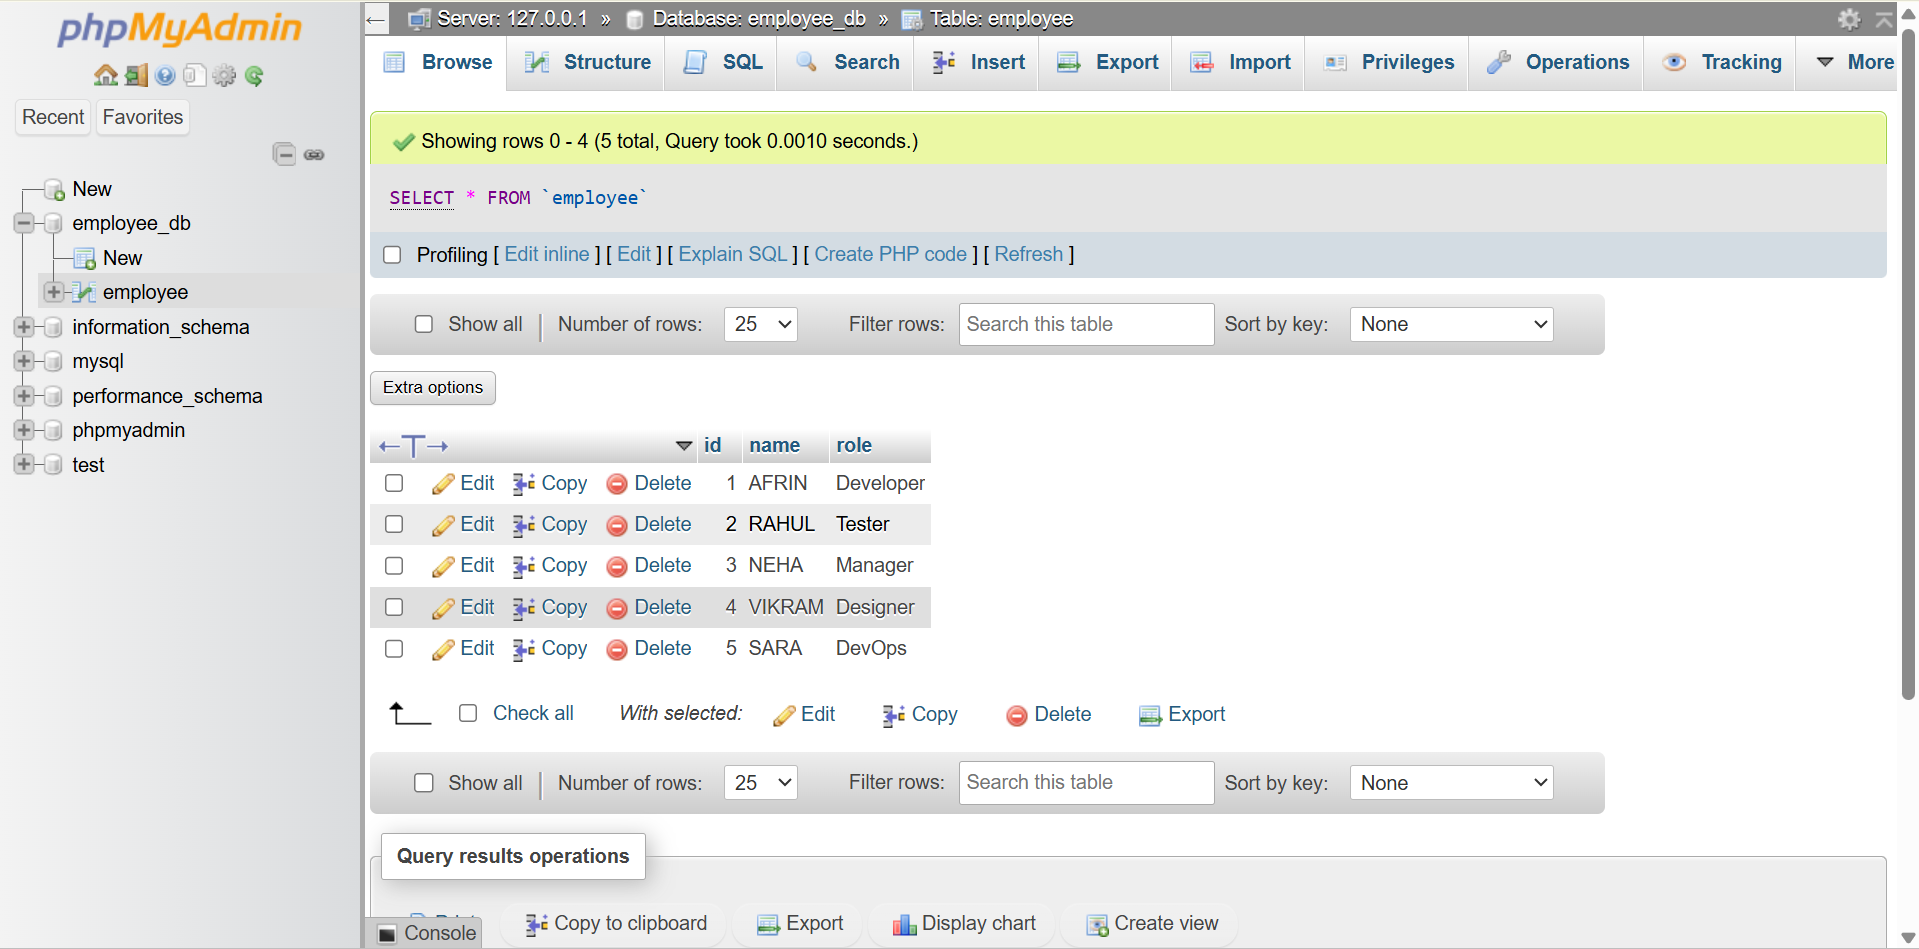 phpMyAdmin
Recent Favorites
New
employee_db
New
employee
information_schema
mysql
performance_schema
phpmyadmin
test
Server: 127.0.0.1 » Database: employee_db » Table: employee
Browse Structure SQL Search Insert Export Import Privileges Operations Tracking More
Showing rows 0 - 4 (5 total, Query took 0.0010 seconds.)
SELECT * FROM `employee`
Profiling [ Edit inline ] [ Edit ] [ Explain SQL ] [ Create PHP code ] [ Refresh ]
Show all Number of rows: 25 Filter rows: Search this table Sort by key: None
Extra options
id name role
Edit Copy Delete 1 AFRIN Developer
Edit Copy Delete 2 RAHUL Tester
Edit Copy Delete 3 NEHA Manager
Edit Copy Delete 4 VIKRAM Designer
Edit Copy Delete 5 SARA DevOps
Check all With selected: Edit Copy Delete Export
Show all Number of rows: 25 Filter rows: Search this table Sort by key: None
Query results operations
Copy to clipboard Export Display chart Create view
Console